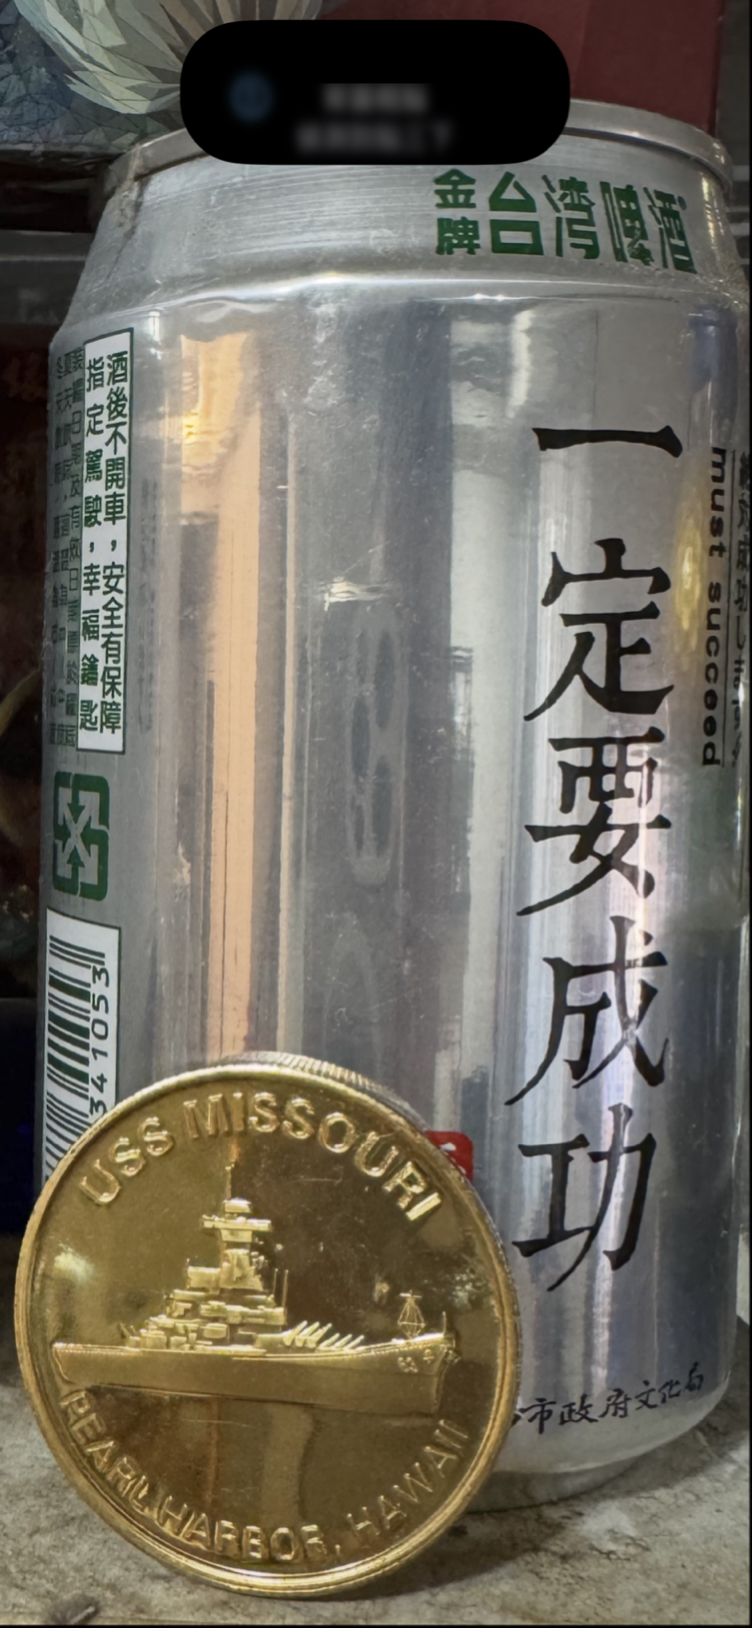 金牌台湾啤酒
酒後不開車，安全有保障
指定駕駛，幸福鑰匙
一定要成功
must succeed
341053
市政府文化局
USS MISSOURI
63
PEARL HARBOR, HAWAII